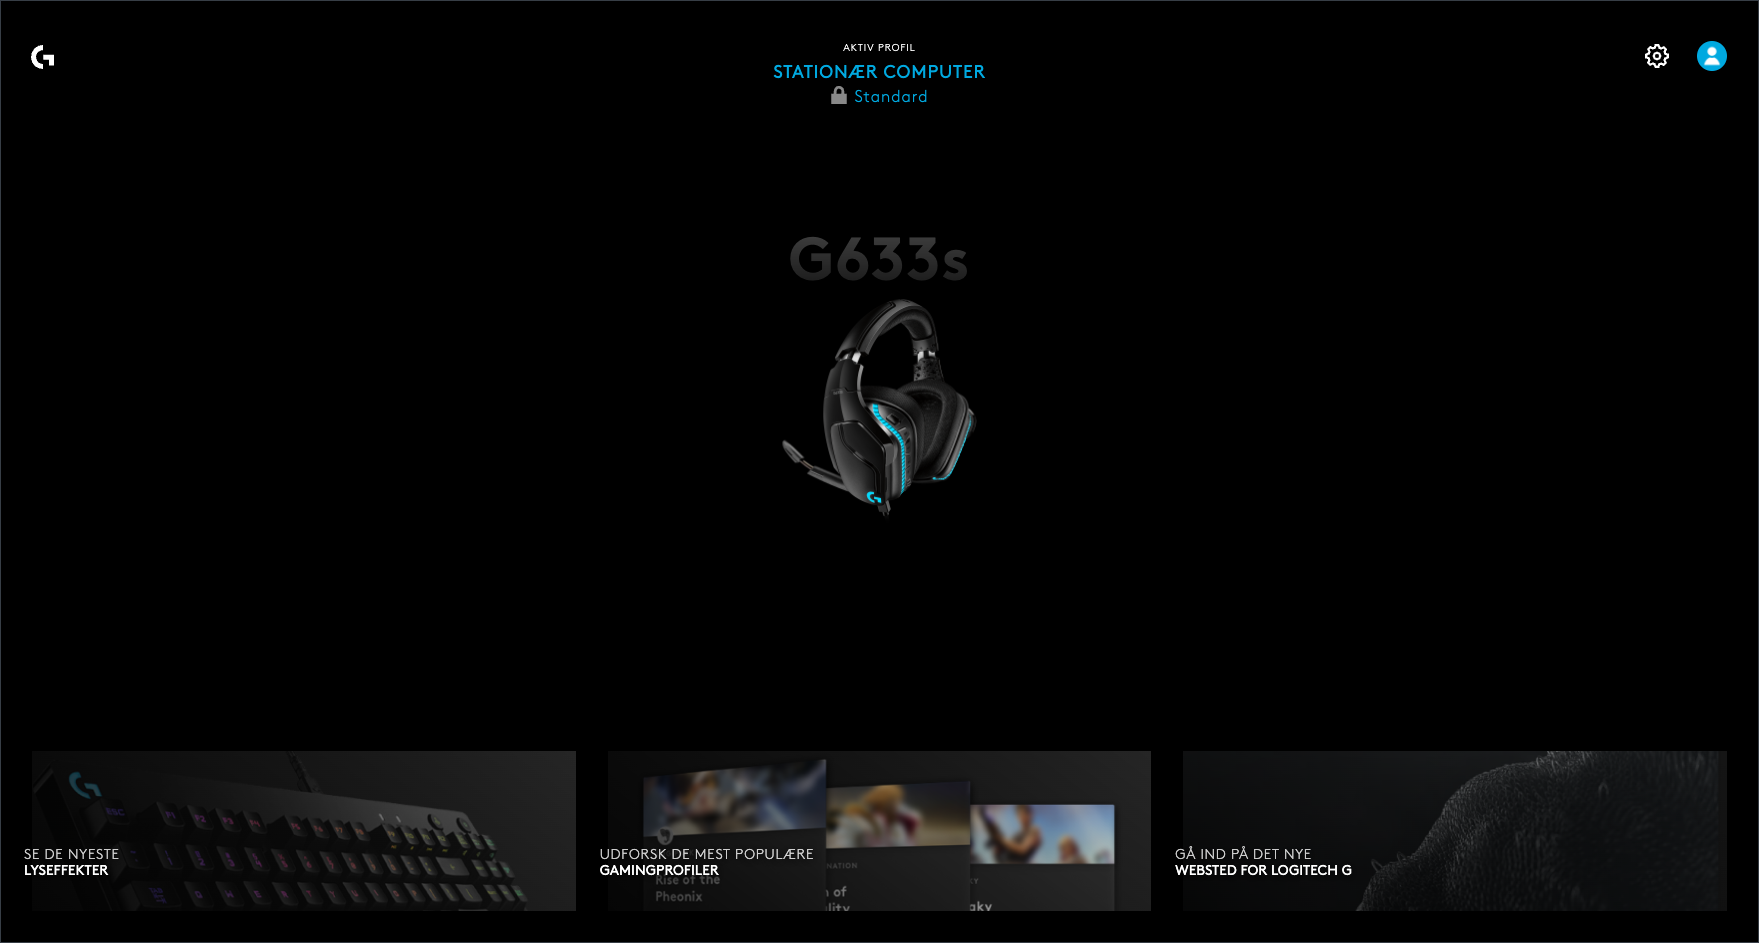 AKTIV PROFIL
STATIONÆR COMPUTER
Standard
G633s
SE DE NYESTE
LYSEFFEKTER
UDFORSK DE MEST POPULÆRE
GAMINGPROFILER
Rise of the
Pheonix
GÅ IND PÅ DET NYE
WEBSTED FOR LOGITECH G